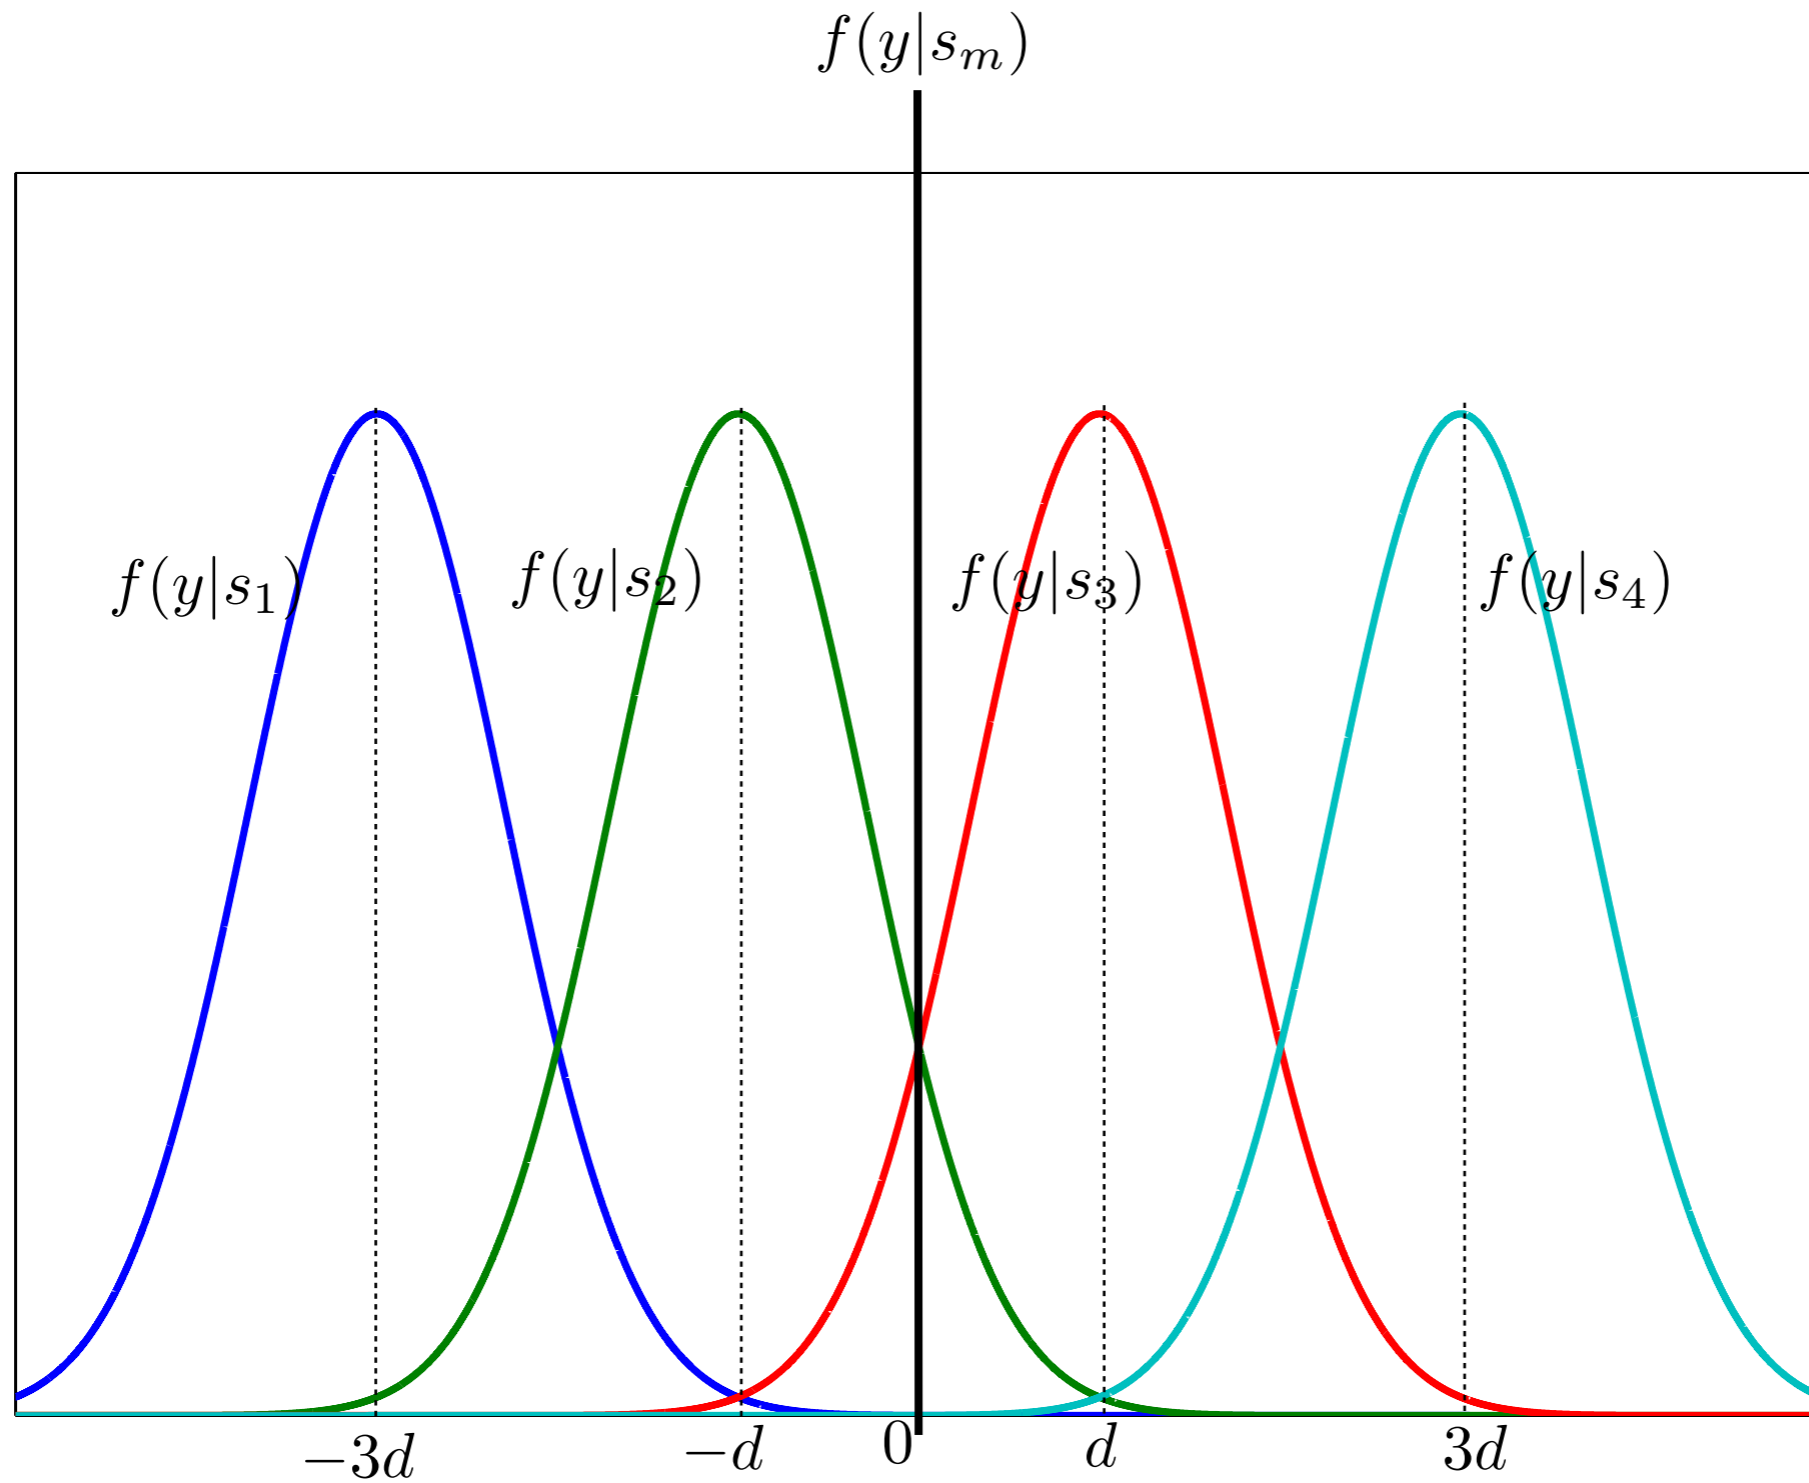 f(y|s_m)
f(y|s_1) f(y|s_2) f(y|s_3) f(y|s_4)
−3d −d 0 d 3d